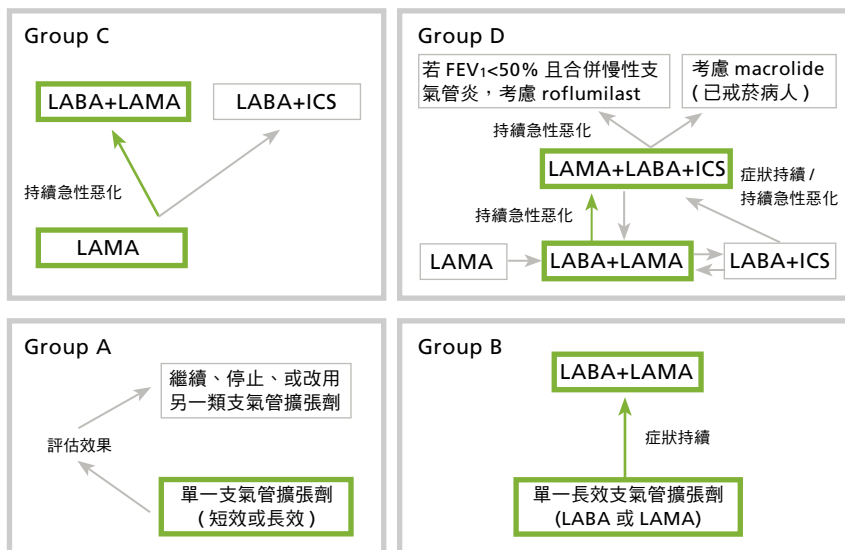 Group C
LABA+LAMA
LABA+ICS
持續急性惡化
LAMA
Group D
若 FEV₁<50% 且合併慢性支
氣管炎，考慮 roflumilast
考慮 macrolide
( 已戒菸病人 )
持續急性惡化
LAMA+LABA+ICS
症狀持續 /
持續急性惡化
持續急性惡化
LAMA
LABA+LAMA
LABA+ICS
Group A
繼續、停止、或改用
另一類支氣管擴張劑
評估效果
單一支氣管擴張劑
( 短效或長效 )
Group B
LABA+LAMA
症狀持續
單一長效支氣管擴張劑
(LABA 或 LAMA)